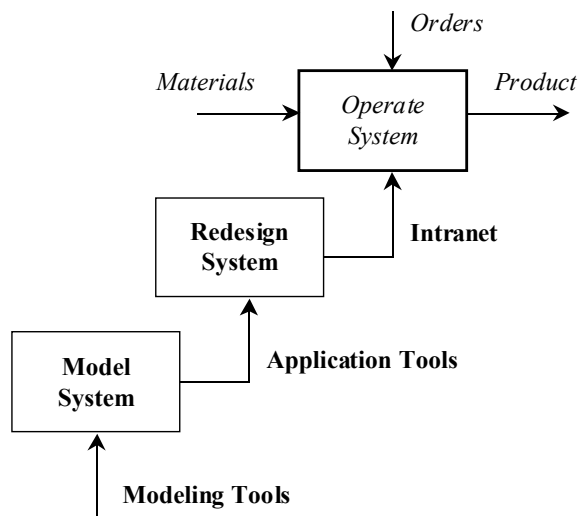 Orders
Materials
Product
Operate
System
Redesign
System
Intranet
Model
System
Application Tools
Modeling Tools